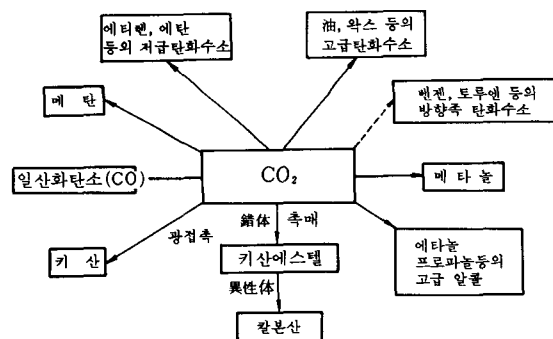 에티렌, 에탄
등의 저급탄화수소
油, 왁스 등의
고급탄화수소
메 탄
벤젠, 토루엔 등의
방향족 탄화수소
일산화탄소(CO)
CO₂
메 타 놀
광접촉
錯体 촉매
키 산
키산에스텔
에타놀
프로파놀등의
고급 알콜
異性体
칼본산